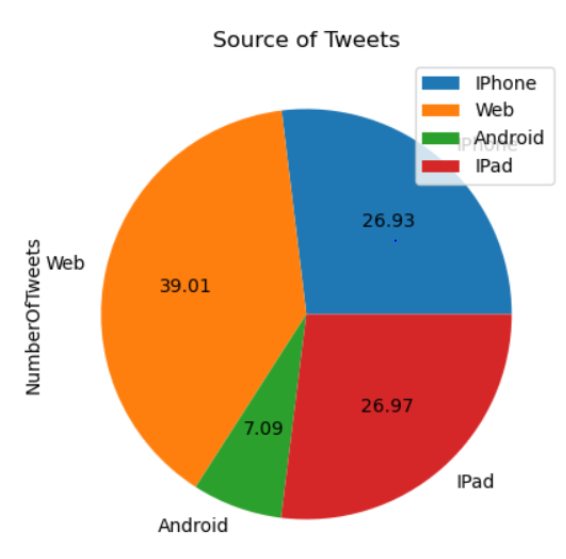 Source of Tweets
IPhone
Web
Android
IPad
IPhone
26.93
Web
39.01
NumberOfTweets
26.97
7.09
IPad
Android